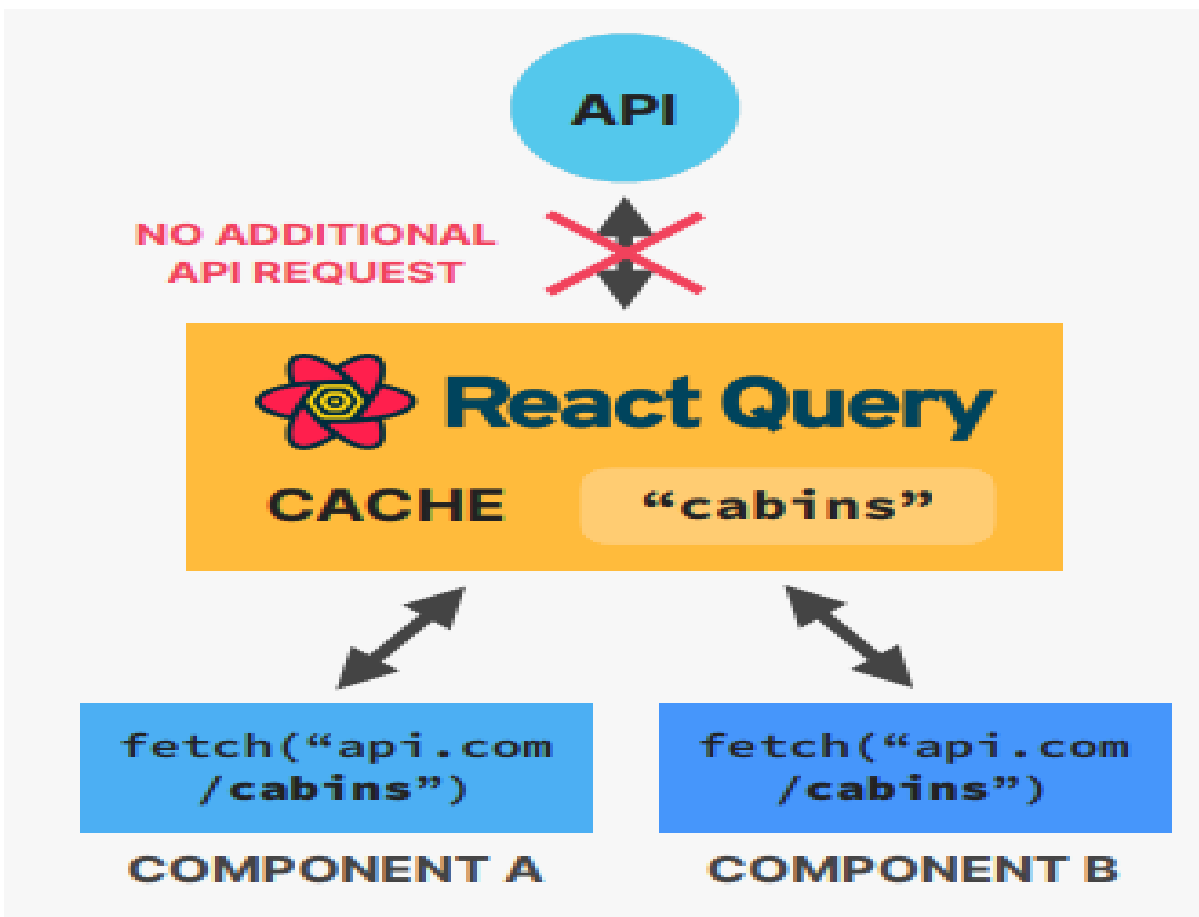 API
NO ADDITIONAL
API REQUEST
React Query
CACHE
“cabins”
fetch(“api.com
/cabins”)
fetch(“api.com
/cabins”)
COMPONENT A
COMPONENT B